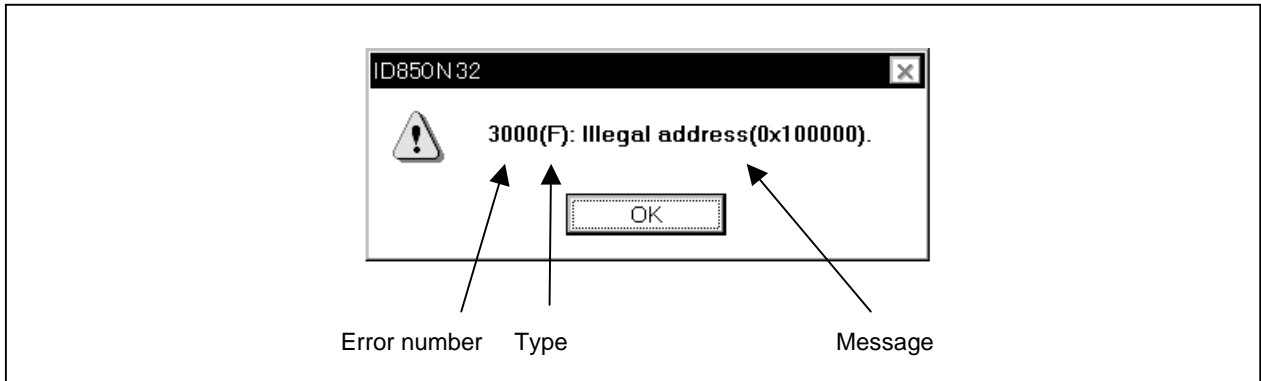 ID850N32
3000(F): Illegal address(0x100000).
OK
Error number Type Message